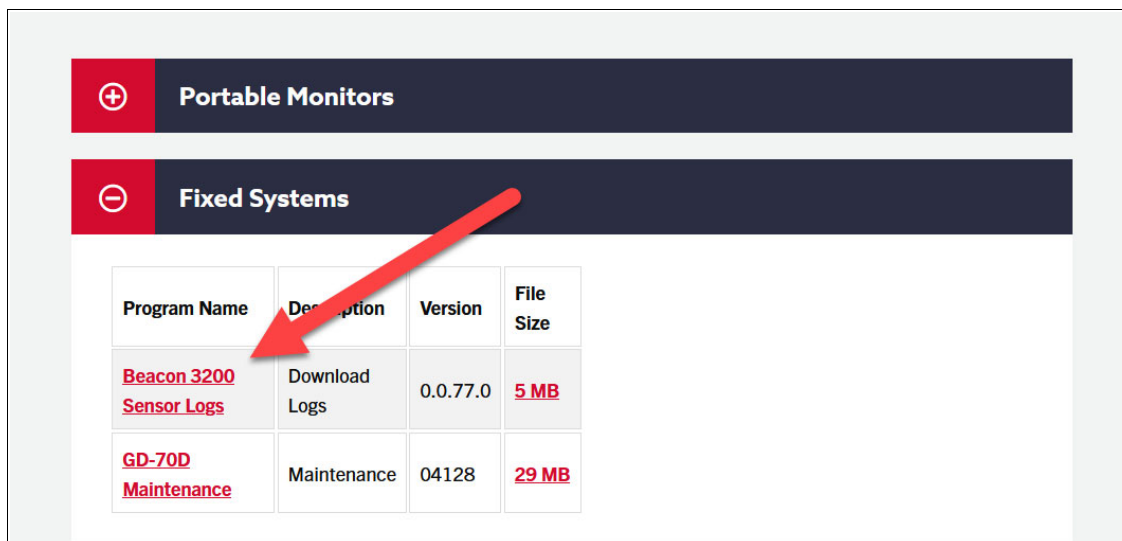 Portable Monitors
Fixed Systems
Program Name Description Version File Size
Beacon 3200 Sensor Logs Download Logs 0.0.77.0 5 MB
GD-70D Maintenance Maintenance 04128 29 MB